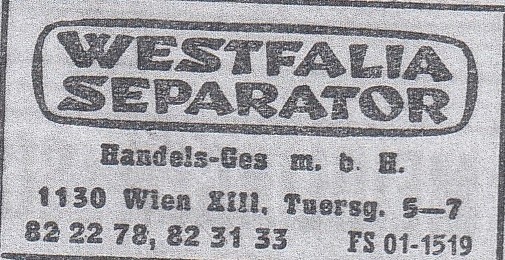 WESTFALIA
SEPARATOR
Handels-Ges m. b. H.
1130 Wien XIII, Tuersg. 5—7
82 22 78, 82 31 33 FS 01-1519